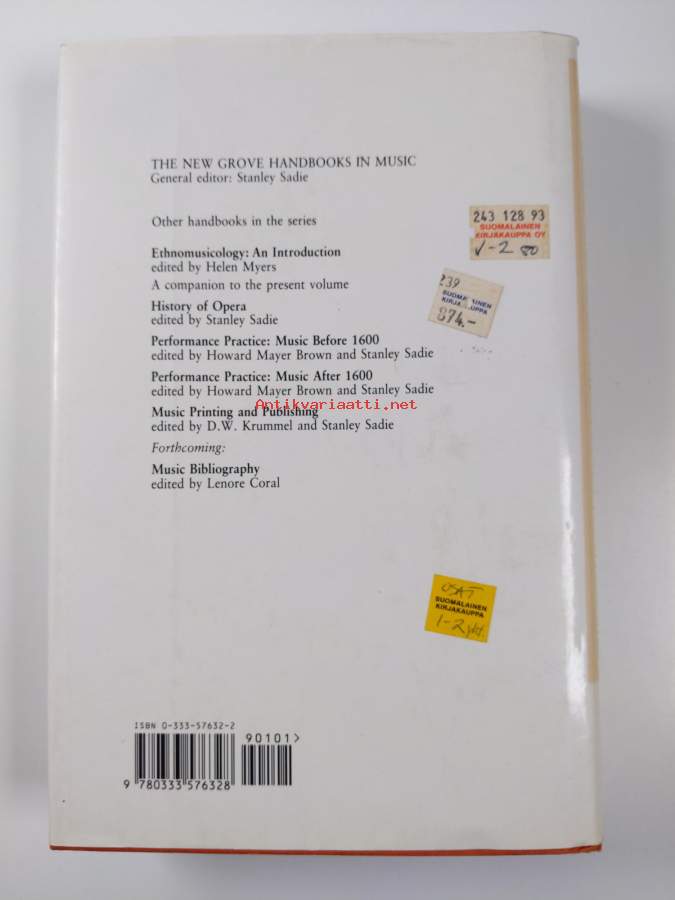 THE NEW GROVE HANDBOOKS IN MUSIC
General editor: Stanley Sadie
Other handbooks in the series
Ethnomusicology: An Introduction
edited by Helen Myers
A companion to the present volume
History of Opera
edited by Stanley Sadie
Performance Practice: Music Before 1600
edited by Howard Mayer Brown and Stanley Sadie
Performance Practice: Music After 1600
edited by Howard Mayer Brown and Stanley Sadie
Antikvariaatti.net
Music Printing and Publishing
edited by D.W. Krummel and Stanley Sadie
Forthcoming:
Music Bibliography
edited by Lenore Coral
243 128 93
SUOMALAINEN
KIRJAKAUPPA OY
239
874.-
OSAT
SUOMALAINEN
KIRJAKAUPPA
1-2
ISBN 0-333-57632-2
90101>
9 780333 576328